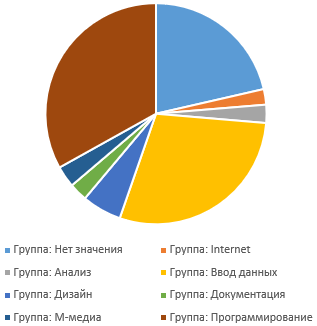 Группа: Нет значения
Группа: Internet
Группа: Анализ
Группа: Ввод данных
Группа: Дизайн
Группа: Документация
Группа: М-медиа
Группа: Программирование